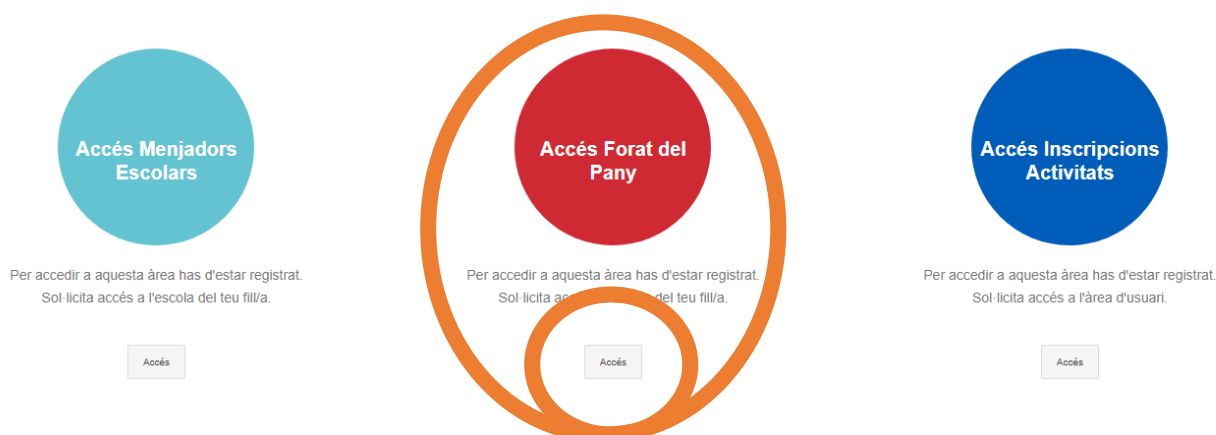 Accés Menjadors
Escolars
Per accedir a aquesta àrea has d'estar registrat.
Sol·licita accés a l'escola del teu fill/a.
Accés
Accés Forat del
Pany
Per accedir a aquesta àrea has d'estar registrat.
Sol·licita del teu fill/a.
Accés
Accés Inscripcions
Activitats
Per accedir a aquesta àrea has d'estar registrat.
Sol·licita accés a l'àrea d'usuari.
Accés